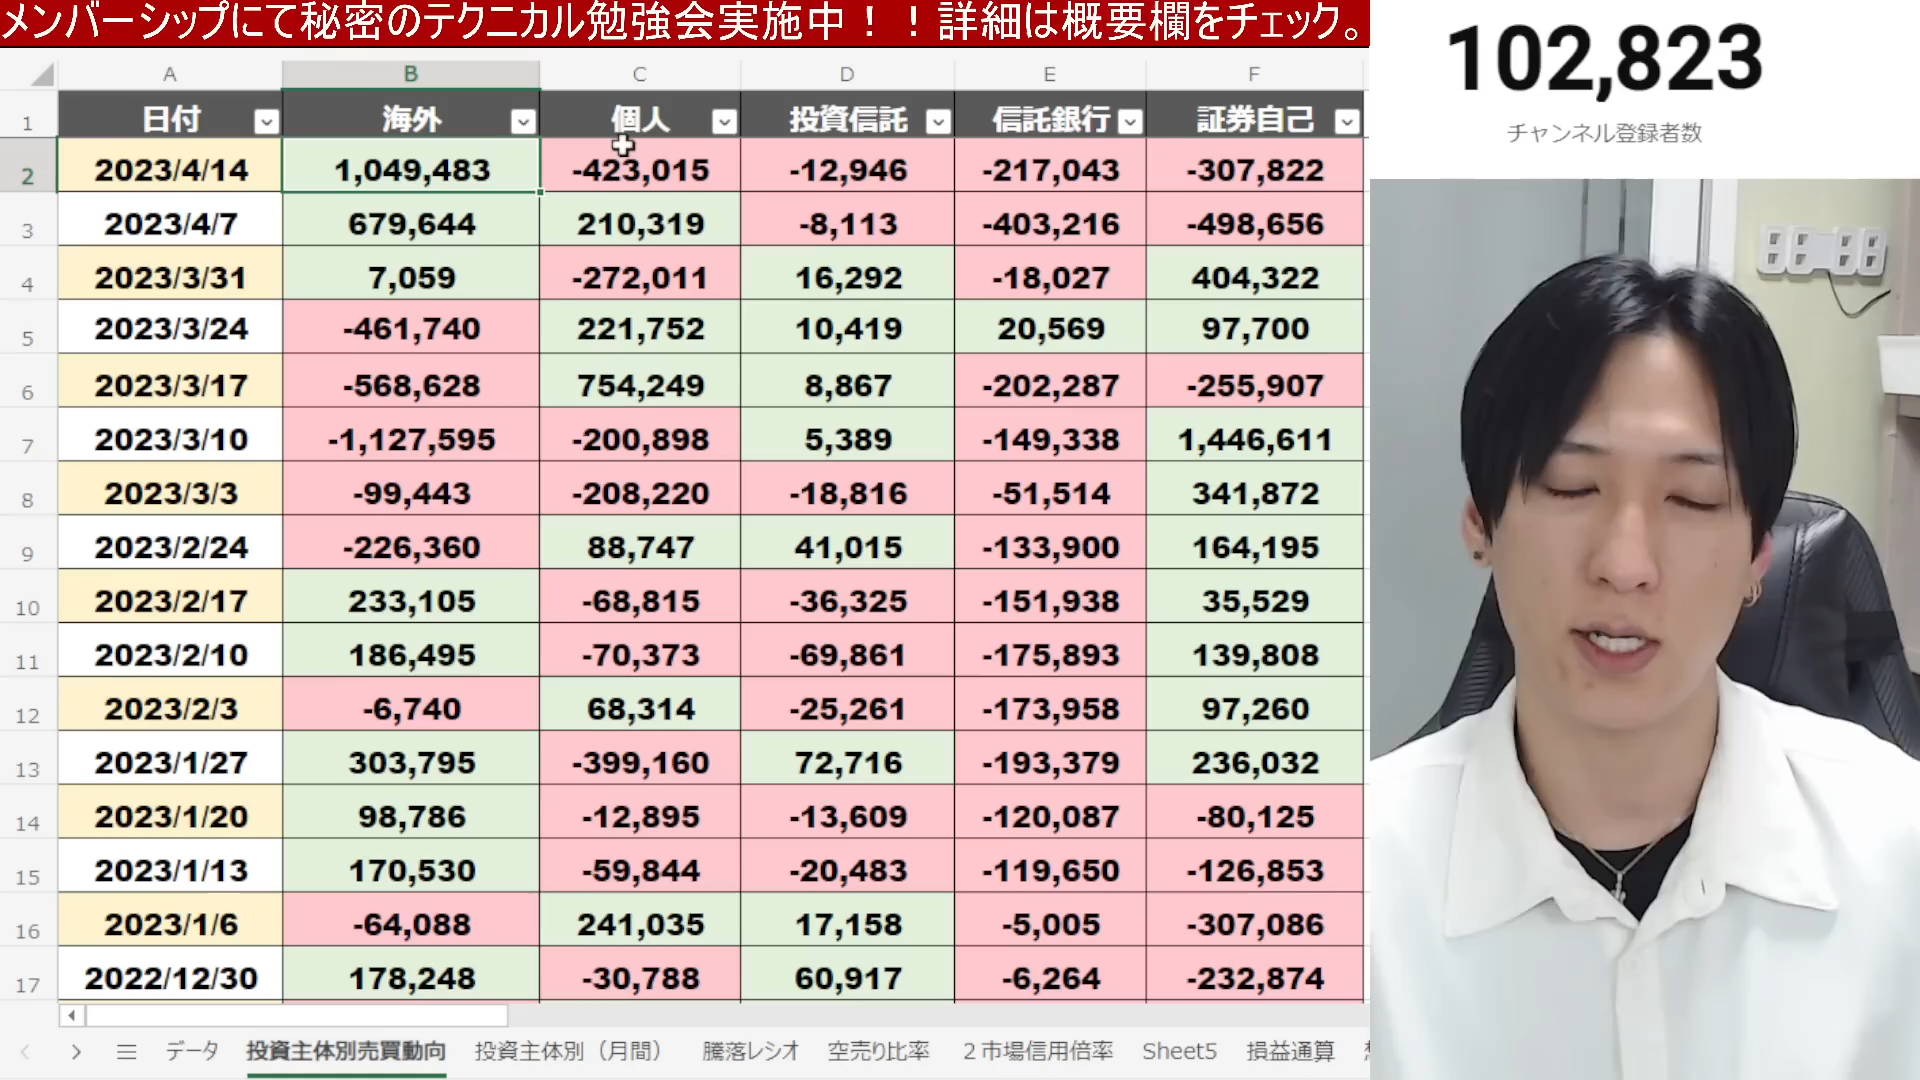 メンバーシップにて秘密のテクニカル勉強会実施中！！詳細は概要欄をチェック。
102,823
チャンネル登録者数
A B C D E F
1 日付 海外 個人 投資信託 信託銀行 証券自己
2 2023/4/14 1,049,483 -423,015 -12,946 -217,043 -307,822
3 2023/4/7 679,644 210,319 -8,113 -403,216 -498,656
4 2023/3/31 7,059 -272,011 16,292 -18,027 404,322
5 2023/3/24 -461,740 221,752 10,419 20,569 97,700
6 2023/3/17 -568,628 754,249 8,867 -202,287 -255,907
7 2023/3/10 -1,127,595 -200,898 5,389 -149,338 1,446,611
8 2023/3/3 -99,443 -208,220 -18,816 -51,514 341,872
9 2023/2/24 -226,360 88,747 41,015 -133,900 164,195
10 2023/2/17 233,105 -68,815 -36,325 -151,938 35,529
11 2023/2/10 186,495 -70,373 -69,861 -175,893 139,808
12 2023/2/3 -6,740 68,314 -25,261 -173,958 97,260
13 2023/1/27 303,795 -399,160 72,716 -193,379 236,032
14 2023/1/20 98,786 -12,895 -13,609 -120,087 -80,125
15 2023/1/13 170,530 -59,844 -20,483 -119,650 -126,853
16 2023/1/6 -64,088 241,035 17,158 -5,005 -307,086
17 2022/12/30 178,248 -30,788 60,917 -6,264 -232,874
データ 投資主体別売買動向 投資主体別（月間） 騰落レシオ 空売り比率 ２市場信用倍率 Sheet5 損益通算